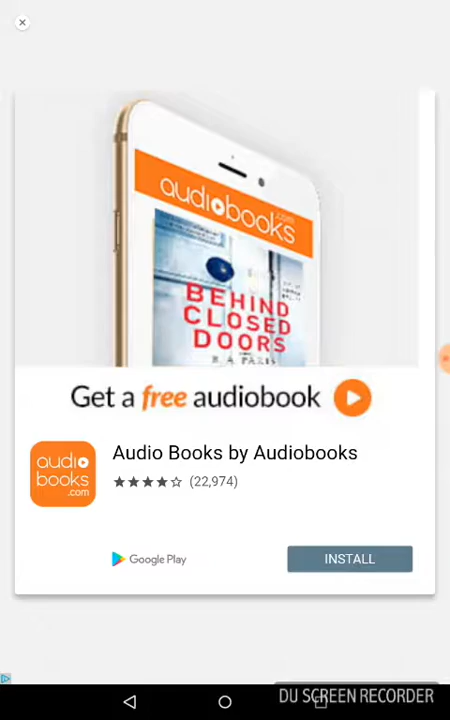 audiobooks
.com
BEHIND
CLOSED
DOORS
B. A. PARIS
Get a free audiobook
audio
books
.com
Audio Books by Audiobooks
(22,974)
Google Play
INSTALL
DU SCREEN RECORDER